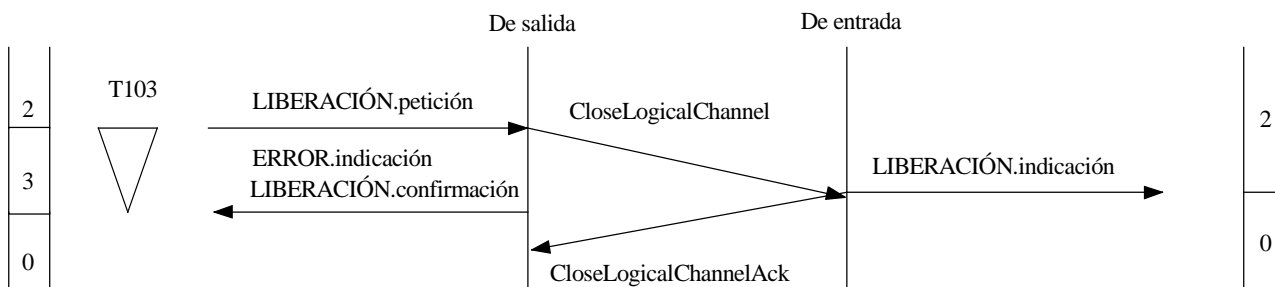 De salida
De entrada
T103
2
LIBERACIÓN.petición
CloseLogicalChannel
2
ERROR.indicación
LIBERACIÓN.indicación
3
LIBERACIÓN.confirmación
0
CloseLogicalChannelAck
0